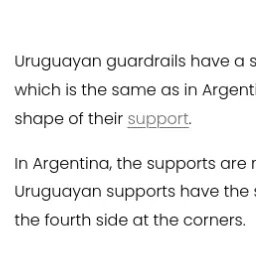 Uruguayan guardrails have a
which is the same as in
shape of their support.
In Argentina, the supports are
Uruguayan supports have the
the fourth side at the corners.